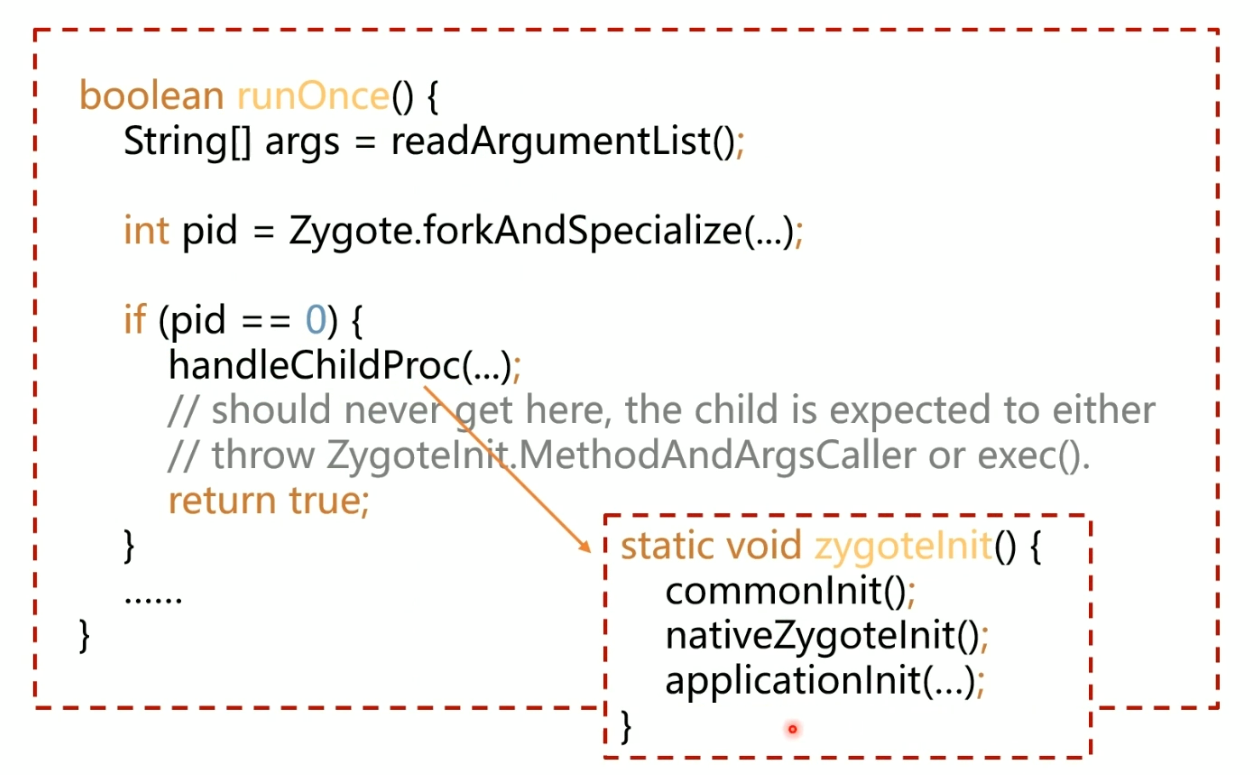 boolean runOnce() {
String[] args = readArgumentList();
int pid = Zygote.forkAndSpecialize(...);
if (pid == 0) {
handleChildProc(...);
// should never get here, the child is expected to either
// throw ZygoteInit.MethodAndArgsCaller or exec().
return true;
}
......
}
static void zygoteInit() {
commonInit();
nativeZygoteInit();
applicationInit(...);
}